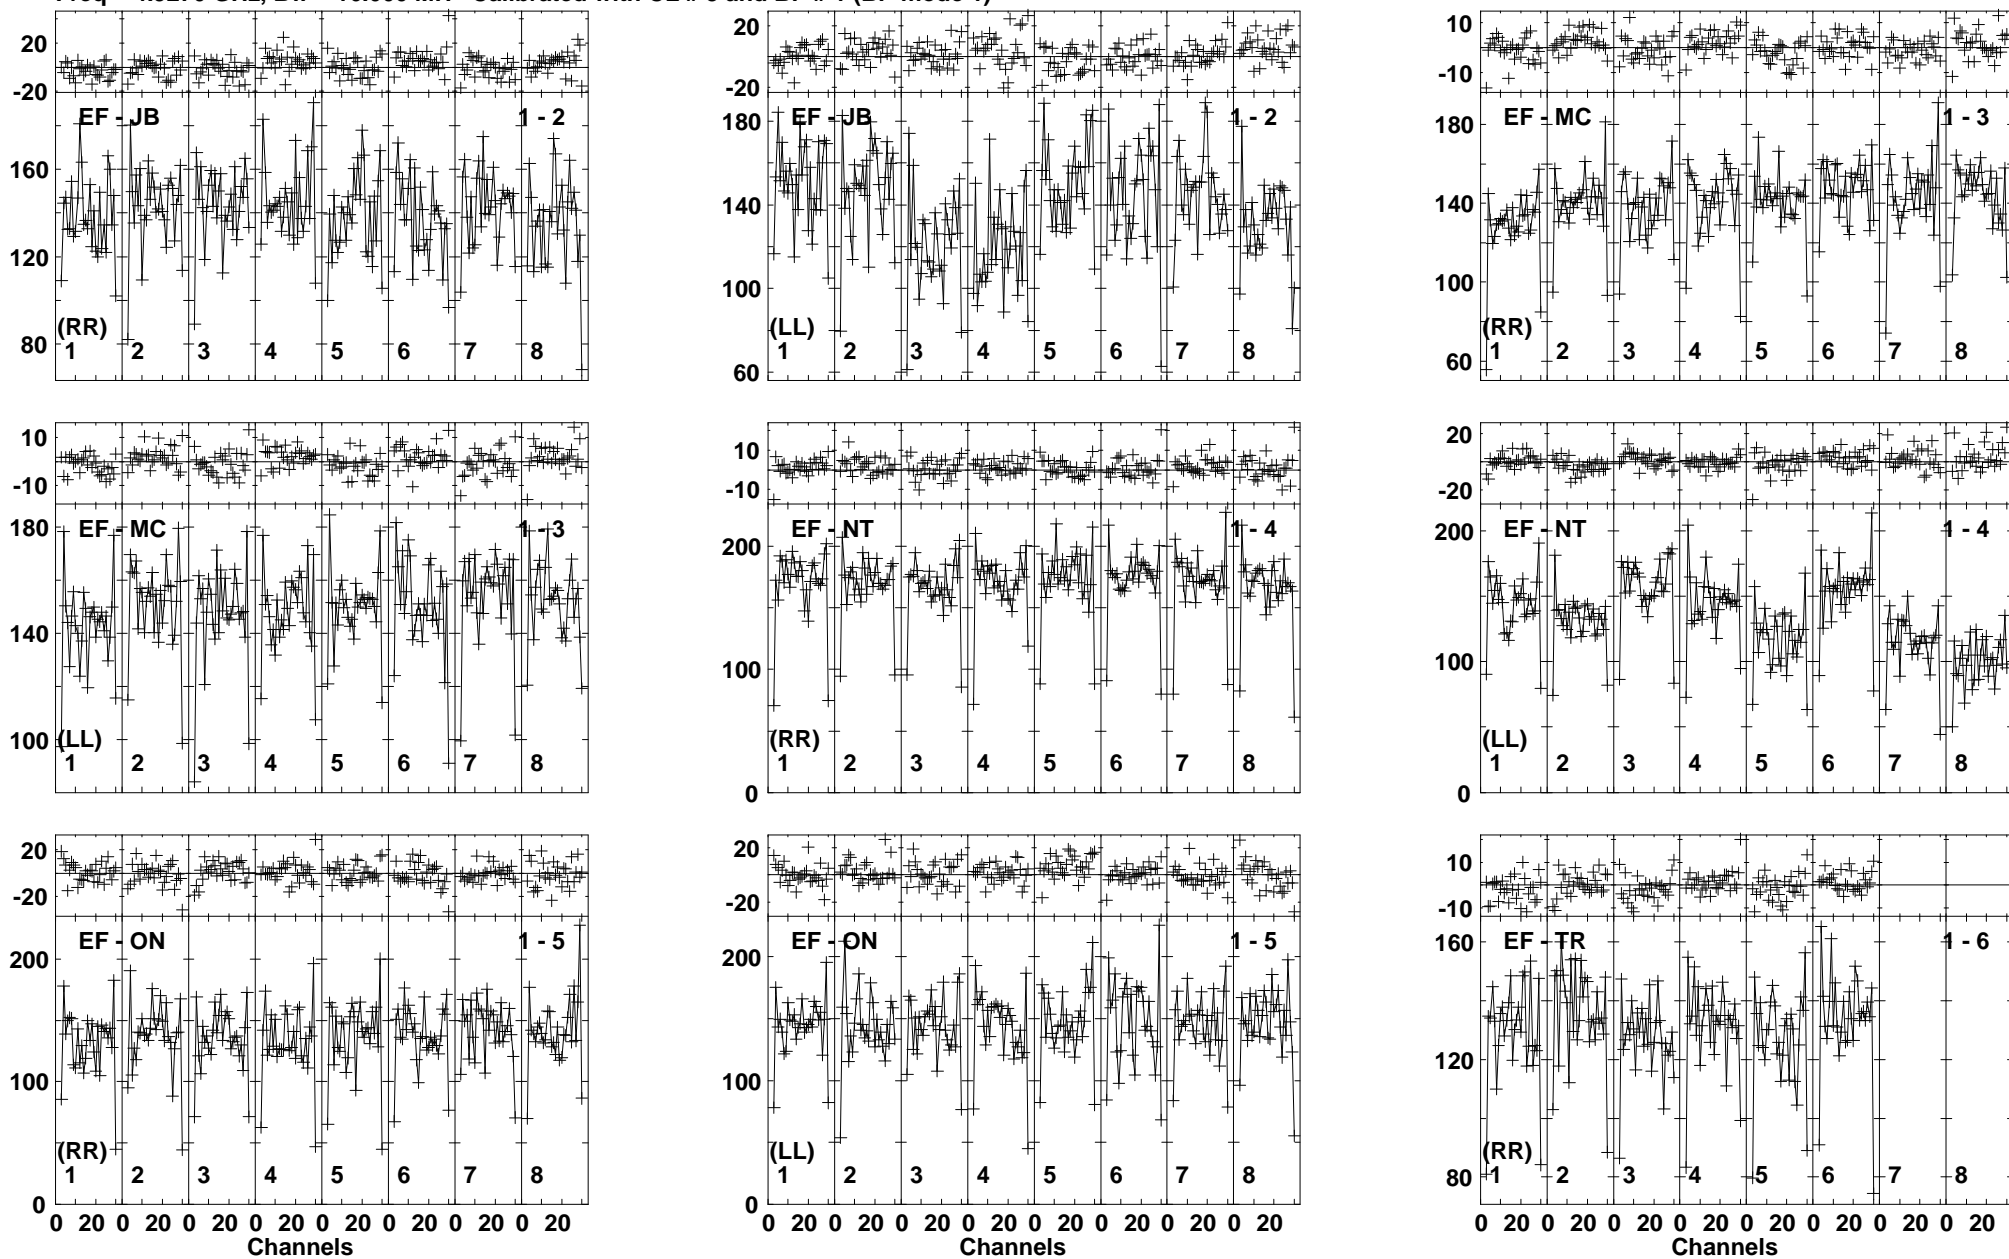 20 -20 EF - JB 1 - 2 160 120 80 (RR) 1 2 3 4 5 6 7 8
20 -20 EF - JB 1 - 2 180 140 100 60 (LL) 1 2 3 4 5 6 7 8
10 -10 EF - MC 1 - 3 180 140 100 60 (RR) 1 2 3 4 5 6 7 8
10 -10 EF - MC 1 - 3 180 140 100 (LL) 1 2 3 4 5 6 7 8
10 -10 EF - NT 1 - 4 200 100 0 (RR) 1 2 3 4 5 6 7 8
20 -20 EF - NT 1 - 4 200 100 0 (LL) 1 2 3 4 5 6 7 8
20 -20 EF - ON 1 - 5 200 100 0 (RR) 1 2 3 4 5 6 7 8
20 -20 EF - ON 1 - 5 200 100 0 (LL) 1 2 3 4 5 6 7 8
10 -10 EF - TR 1 - 6 160 120 80 (RR) 1 2 3 4 5 6 7 8
0 20 0 20 0 20 0 20 0 20 0 20 0 20 0 20
0 20 0 20 0 20 0 20 0 20 0 20 0 20 0 20
0 20 0 20 0 20 0 20 0 20 0 20 0 20 0 20
Channels
Channels